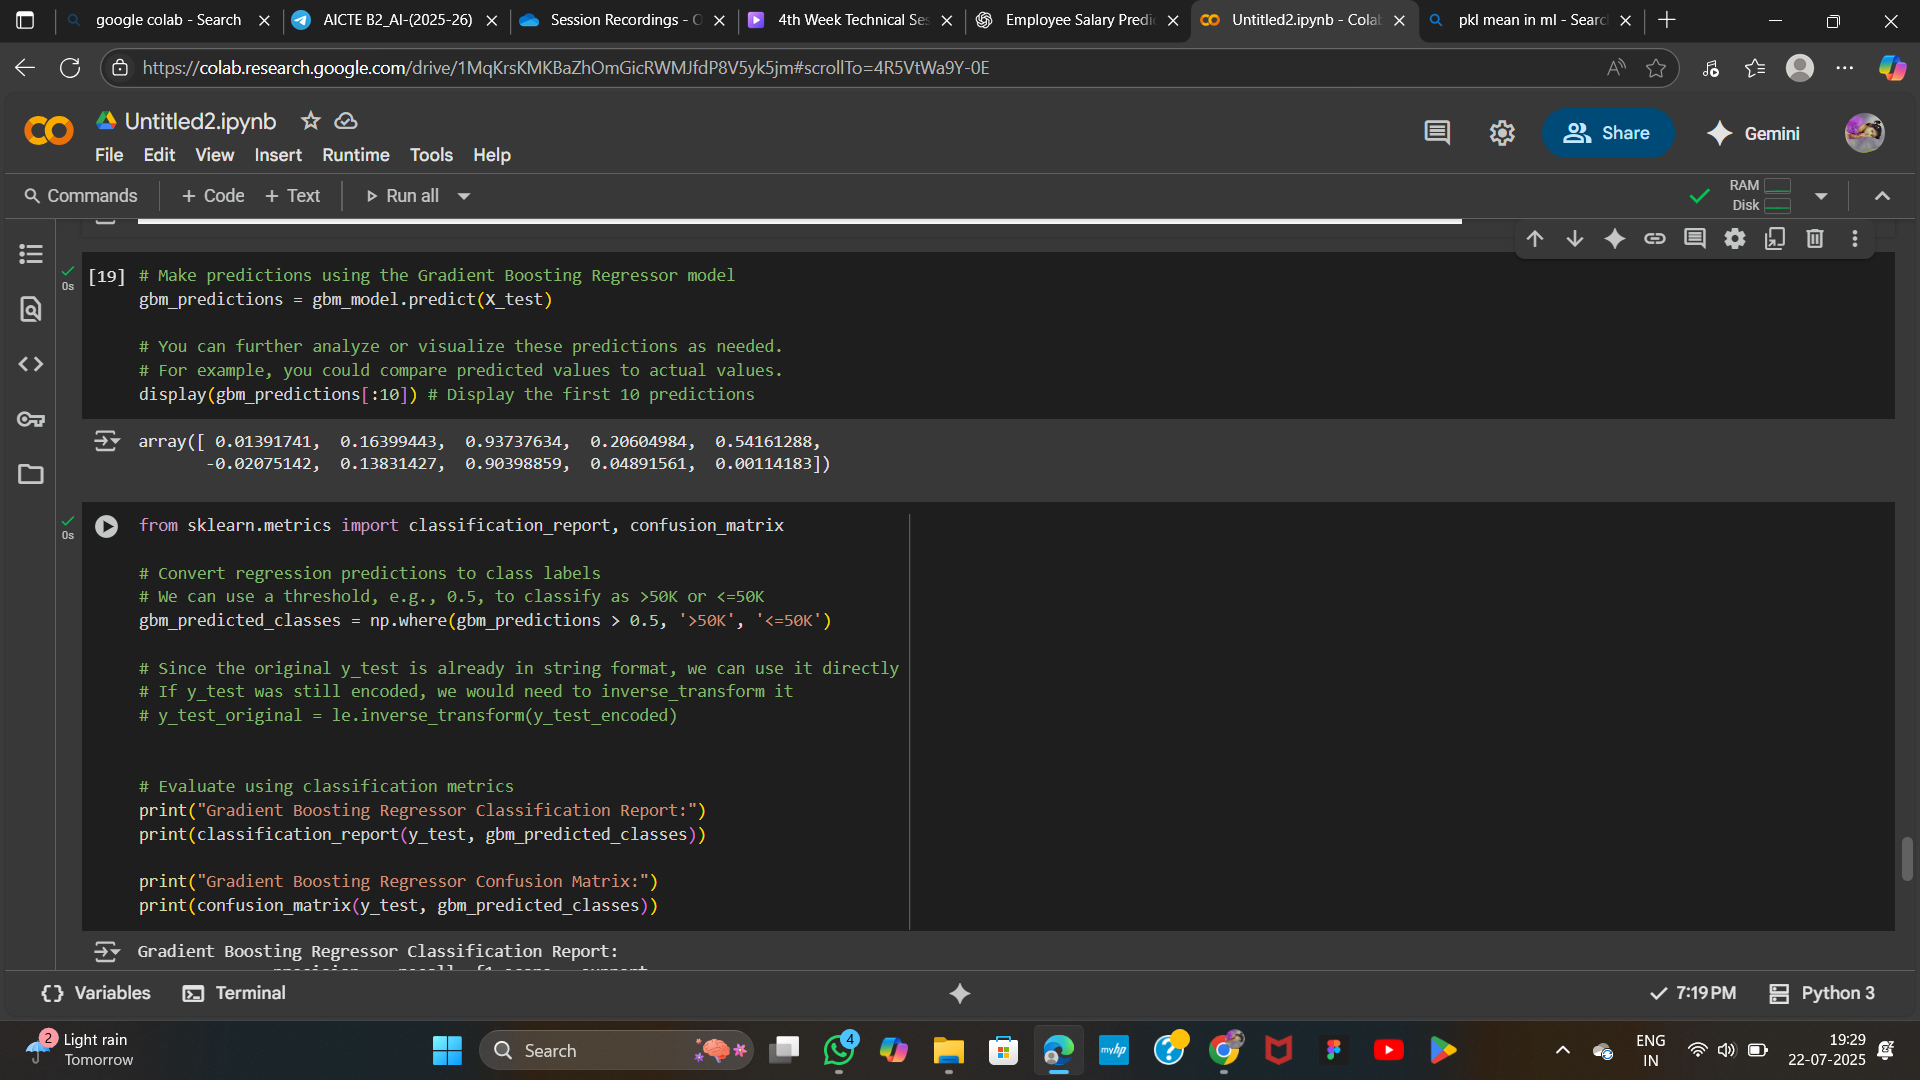 google colab - Search
AICTE B2_AI-(2025-26)
Session Recordings - O
4th Week Technical Ses
Employee Salary Predic
Untitled2.ipynb - Colab
pkl mean in ml - Search
https://colab.research.google.com/drive/1MqKrsKMKBaZhOmGicRWMJfdP8V5yk5jm#scrollTo=4R5VtWa9Y-0E
Untitled2.ipynb
File Edit View Insert Runtime Tools Help
Share
Gemini
Commands + Code + Text Run all
RAM
Disk
[19]
0s
# Make predictions using the Gradient Boosting Regressor model
gbm_predictions = gbm_model.predict(X_test)
# You can further analyze or visualize these predictions as needed.
# For example, you could compare predicted values to actual values.
display(gbm_predictions[:10]) # Display the first 10 predictions
array([ 0.01391741, 0.16399443, 0.93737634, 0.20604984, 0.54161288,
-0.02075142, 0.13831427, 0.90398859, 0.04891561, 0.00114183])
0s
from sklearn.metrics import classification_report, confusion_matrix
# Convert regression predictions to class labels
# We can use a threshold, e.g., 0.5, to classify as >50K or <=50K
gbm_predicted_classes = np.where(gbm_predictions > 0.5, '>50K', '<=50K')
# Since the original y_test is already in string format, we can use it directly
# If y_test was still encoded, we would need to inverse_transform it
# y_test_original = le.inverse_transform(y_test_encoded)
# Evaluate using classification metrics
print("Gradient Boosting Regressor Classification Report:")
print(classification_report(y_test, gbm_predicted_classes))
print("Gradient Boosting Regressor Confusion Matrix:")
print(confusion_matrix(y_test, gbm_predicted_classes))
Gradient Boosting Regressor Classification Report:
precision recall f1-score support
Variables
Terminal
7:19 PM
Python 3
2
Light rain
Tomorrow
Search
4
myhp
ENG
IN
19:29
22-07-2025